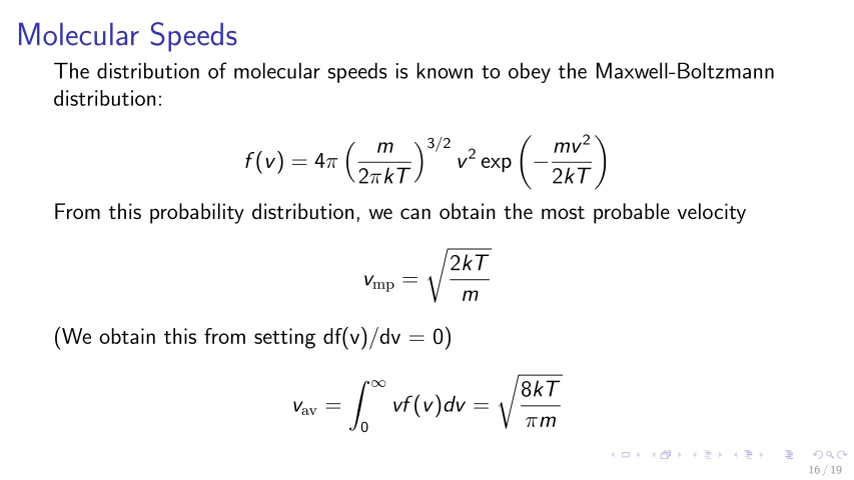 Molecular Speeds
The distribution of molecular speeds is known to obey the Maxwell-Boltzmann
distribution:
f(v) = 4π (m / 2πkT)^{3/2} v^2 exp (− mv^2 / 2kT)
From this probability distribution, we can obtain the most probable velocity
v_mp = √(2kT / m)
(We obtain this from setting df(v)/dv = 0)
v_av = ∫_0^∞ vf(v)dv = √(8kT / πm)
16 / 19